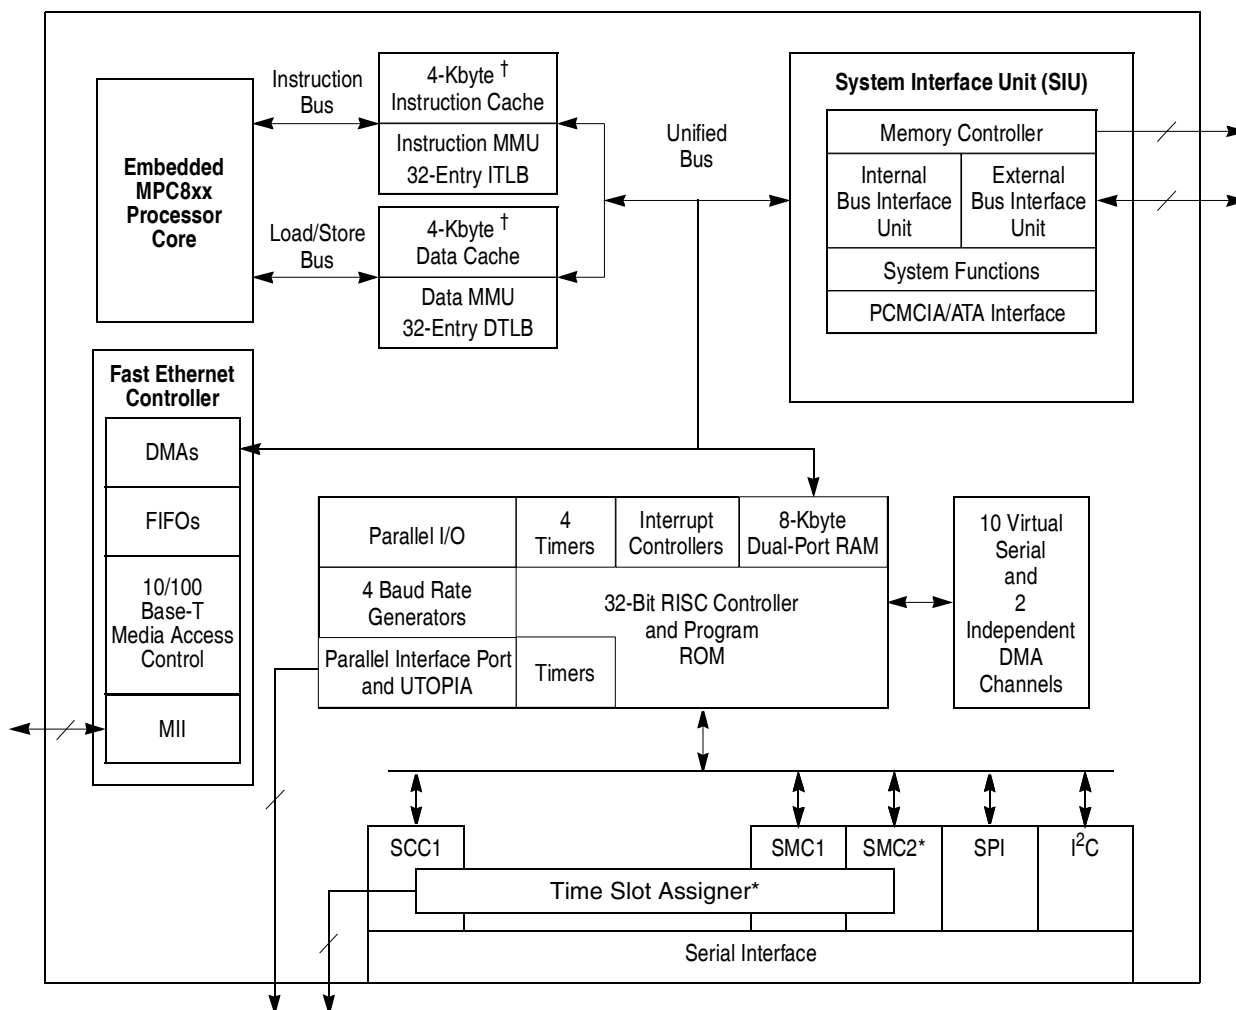 Instruction
Bus
4-Kbyte †
Instruction Cache
Instruction MMU
32-Entry ITLB
Embedded
MPC8xx
Processor
Core
Load/Store
Bus
4-Kbyte †
Data Cache
Data MMU
32-Entry DTLB
Unified
Bus
System Interface Unit (SIU)
Memory Controller
Internal
Bus Interface
Unit
External
Bus Interface
Unit
System Functions
PCMCIA/ATA Interface
Fast Ethernet
Controller
DMAs
FIFOs
10/100
Base-T
Media Access
Control
MII
Parallel I/O
4
Timers
Interrupt
Controllers
8-Kbyte
Dual-Port RAM
4 Baud Rate
Generators
32-Bit RISC Controller
and Program
ROM
Parallel Interface Port
and UTOPIA
Timers
10 Virtual
Serial
and
2
Independent
DMA
Channels
SCC1
SMC1
SMC2*
SPI
I²C
Time Slot Assigner*
Serial Interface